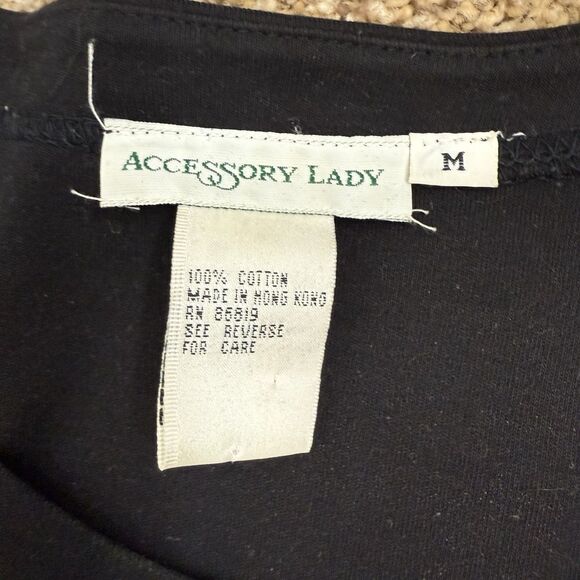 ACCESSORY LADY
M
100% COTTON
MADE IN HONG KONG
RN 86819
SEE REVERSE
FOR CARE